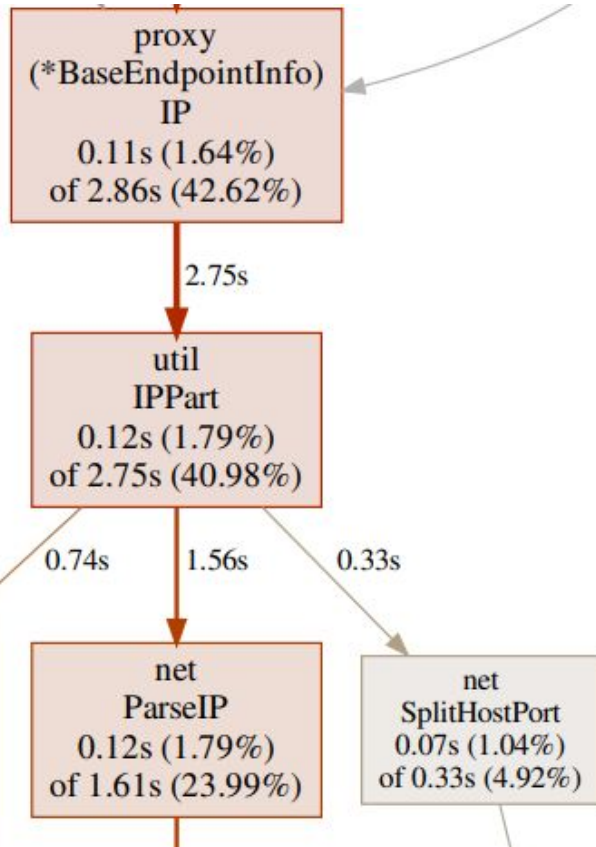 proxy
(*BaseEndpointInfo)
IP
0.11s (1.64%)
of 2.86s (42.62%)
2.75s
util
IPPart
0.12s (1.79%)
of 2.75s (40.98%)
0.74s
1.56s
0.33s
net
ParseIP
0.12s (1.79%)
of 1.61s (23.99%)
net
SplitHostPort
0.07s (1.04%)
of 0.33s (4.92%)